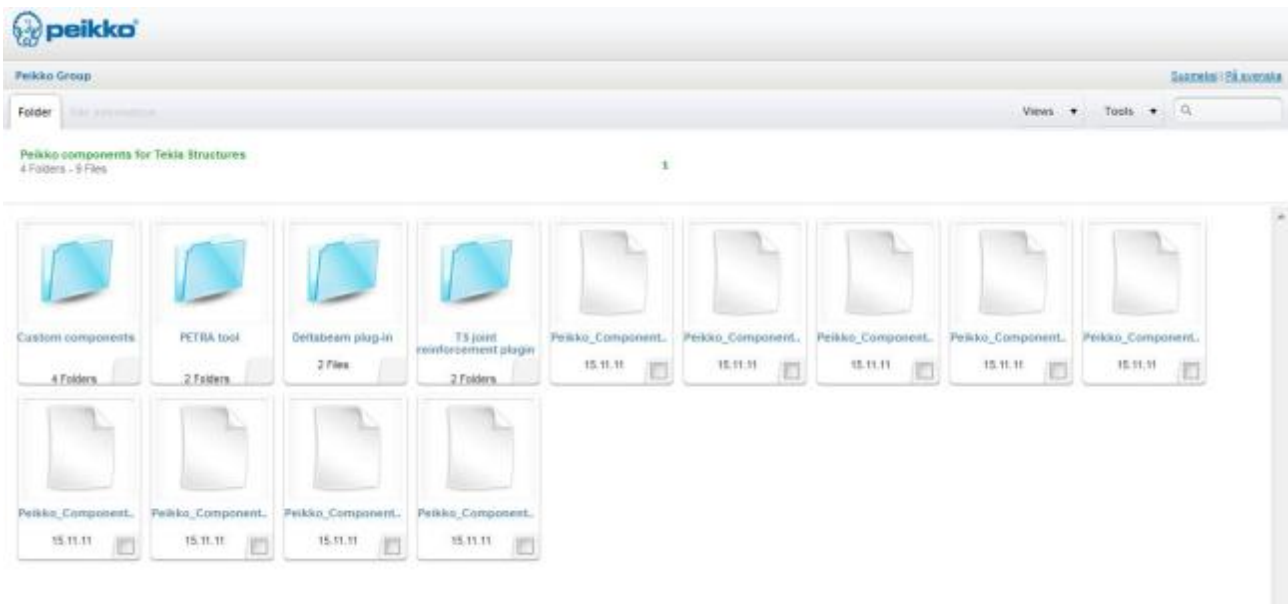 peikko
Peikko Group
Suomeksi | På svenska
Folder
Views
Tools
Peikko components for Tekla Structures
4 Folders - 9 Files
1
Custom components
4 Folders
PETRA tool
2 Folders
Deltabeam plug-in
2 Files
TS joint
reinforcement plugin
2 Folders
Peikko_Component..
15.11.11
Peikko_Component..
15.11.11
Peikko_Component..
15.11.11
Peikko_Component..
15.11.11
Peikko_Component..
15.11.11
Peikko_Component..
15.11.11
Peikko_Component..
15.11.11
Peikko_Component..
15.11.11
Peikko_Component..
15.11.11